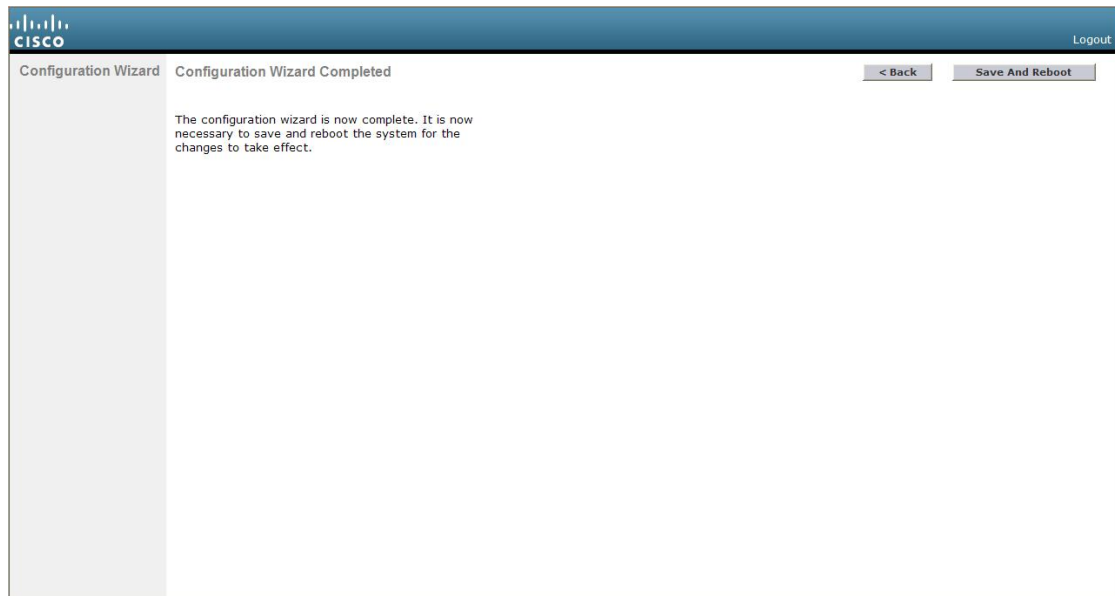 CISCO
Logout
Configuration Wizard
Configuration Wizard Completed
< Back
Save And Reboot
The configuration wizard is now complete. It is now
necessary to save and reboot the system for the
changes to take effect.